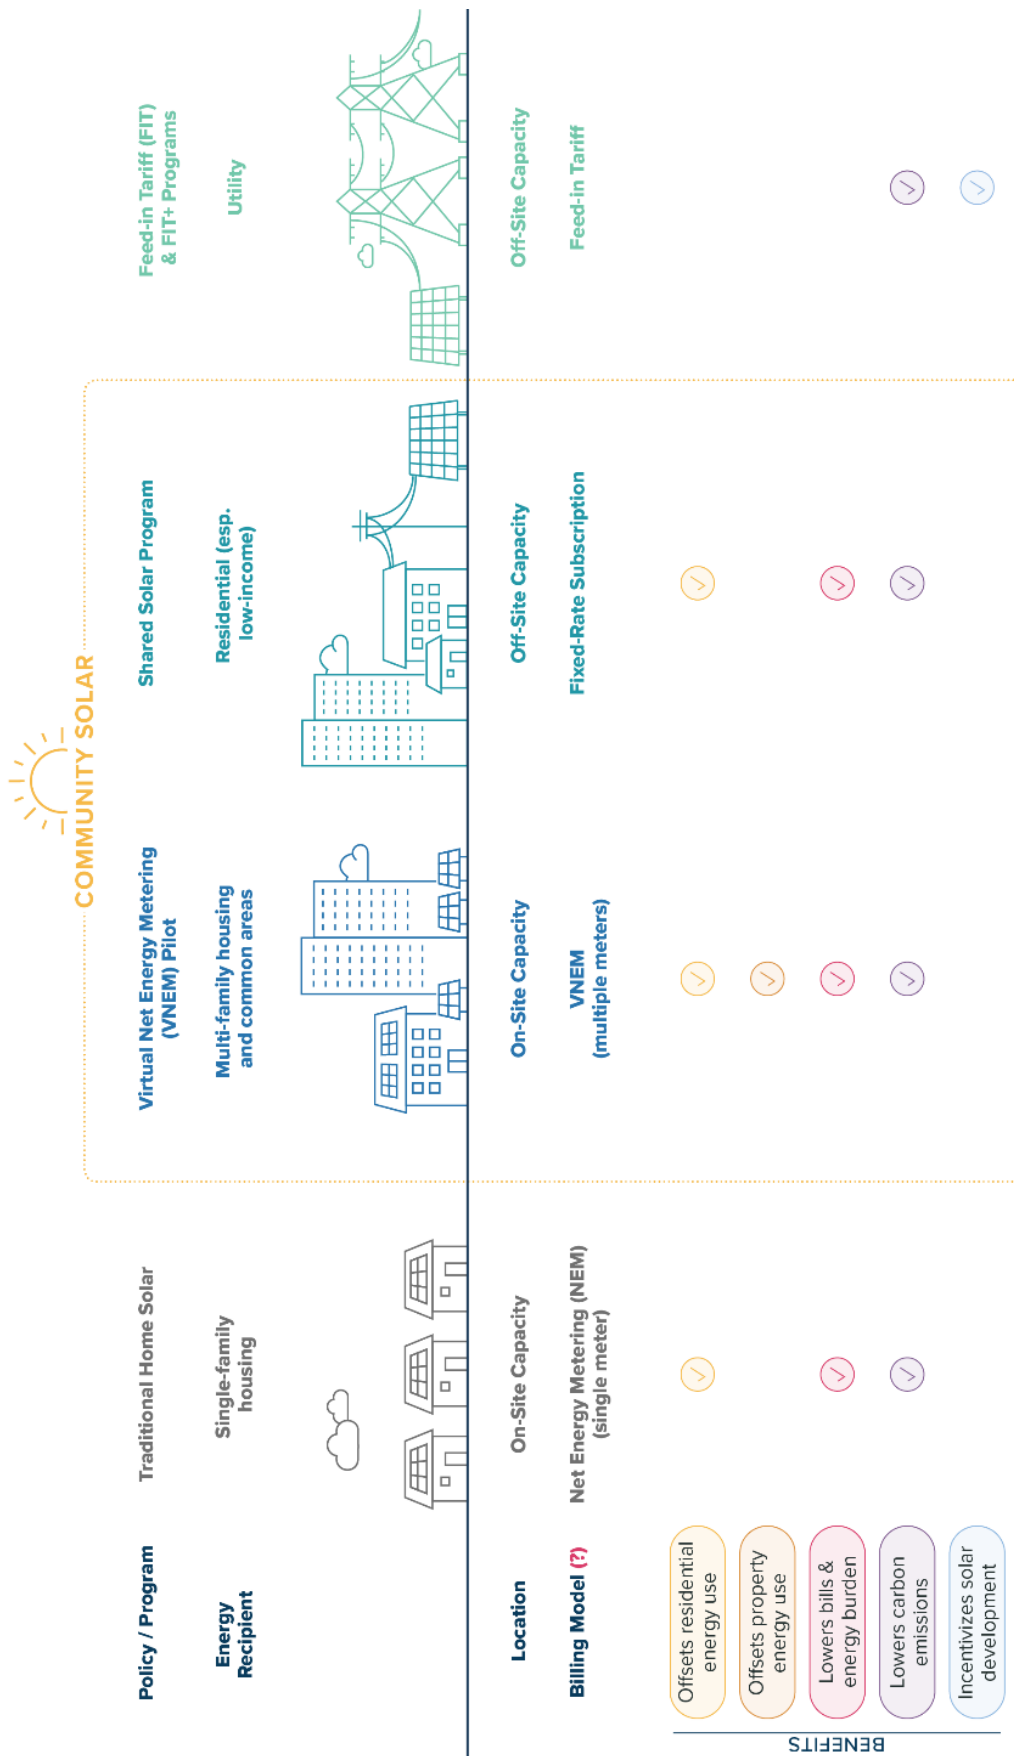 COMMUNITY SOLAR
Policy / Program
Traditional Home Solar
Virtual Net Energy Metering
(VNEM) Pilot
Shared Solar Program
Feed-in Tariff (FIT)
& FIT+ Programs
Energy
Recipient
Single-family
housing
Multi-family housing
and common areas
Residential (esp.
low-income)
Utility
Location
On-Site Capacity
On-Site Capacity
Off-Site Capacity
Off-Site Capacity
Billing Model (?)
Net Energy Metering (NEM)
(single meter)
VNEM
(multiple meters)
Fixed-Rate Subscription
Feed-in Tariff
BENEFITS
Offsets residential
energy use
Offsets property
energy use
Lowers bills &
energy burden
Lowers carbon
emissions
Incentivizes solar
development